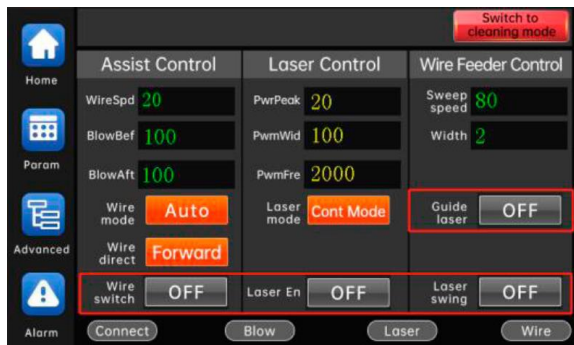 Switch to
cleaning mode
Home
Param
Advanced
Alarm
Assist Control
WireSpd 20
BlowBef 100
BlowAft 100
Wire
mode Auto
Wire
direct Forward
Wire
switch OFF
Laser Control
PwrPeak 20
PwmWid 100
PwmFre 2000
Laser
mode Cont Mode
Laser En OFF
Wire Feeder Control
Sweep
speed 80
Width 2
Guide
laser OFF
Laser
swing OFF
Connect Blow Laser Wire